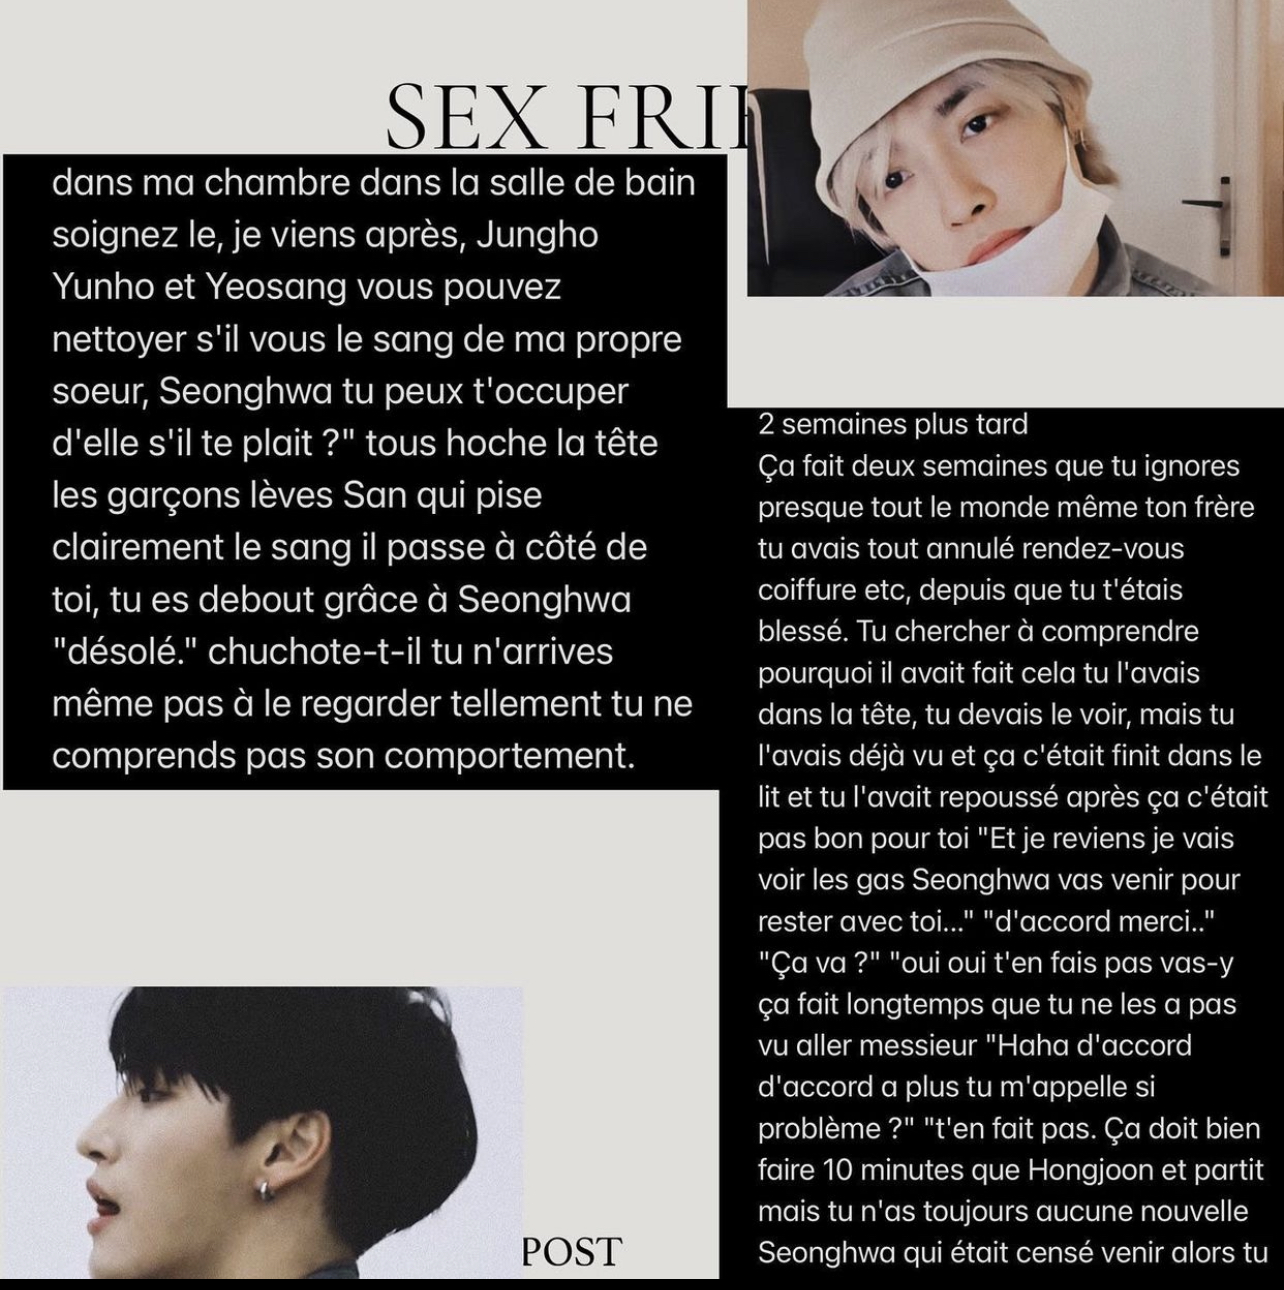 SEX FRI
dans ma chambre dans la salle de bain
soignez le, je viens après, Jungho
Yunho et Yeosang vous pouvez
nettoyer s'il vous le sang de ma propre
soeur, Seonghwa tu peux t'occuper
d'elle s'il te plait ?" tous hoche la tête
les garçons lèves San qui pise
clairement le sang il passe à côté de
toi, tu es debout grâce à Seonghwa
"désolé." chuchote-t-il tu n'arrives
même pas à le regarder tellement tu ne
comprends pas son comportement.
2 semaines plus tard
Ça fait deux semaines que tu ignores
presque tout le monde même ton frère
tu avais tout annulé rendez-vous
coiffure etc, depuis que tu t'étais
blessé. Tu chercher à comprendre
pourquoi il avait fait cela tu l'avais
dans la tête, tu devais le voir, mais tu
l'avais déjà vu et ça c'était finit dans le
lit et tu l'avait repoussé après ça c'était
pas bon pour toi "Et je reviens je vais
voir les gas Seonghwa vas venir pour
rester avec toi..." "d'accord merci.."
"Ça va ?" "oui oui t'en fais pas vas-y
ça fait longtemps que tu ne les a pas
vu aller messieur "Haha d'accord
d'accord a plus tu m'appelle si
problème ?" "t'en fait pas. Ça doit bien
faire 10 minutes que Hongjoon et partit
mais tu n'as toujours aucune nouvelle
Seonghwa qui était censé venir alors tu
POST